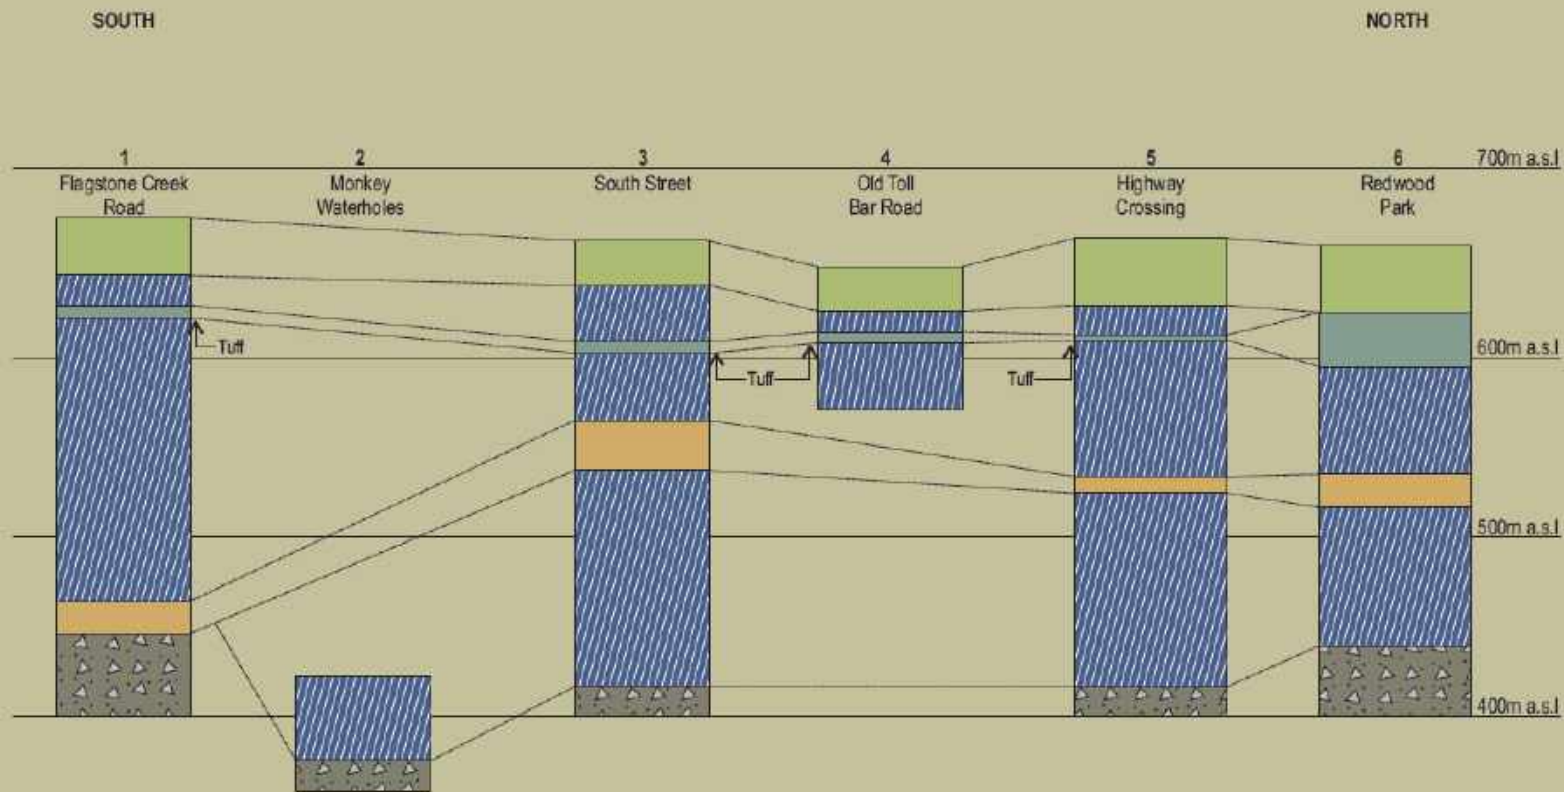 SOUTH
NORTH
1
2
3
4
5
6
700m a.s.l
Flagstone Creek
Road
Monkey
Waterholes
South Street
Old Toll
Bar Road
Highway
Crossing
Redwood
Park
Tuff
Tuff
Tuff
600m a.s.l
500m a.s.l
400m a.s.l